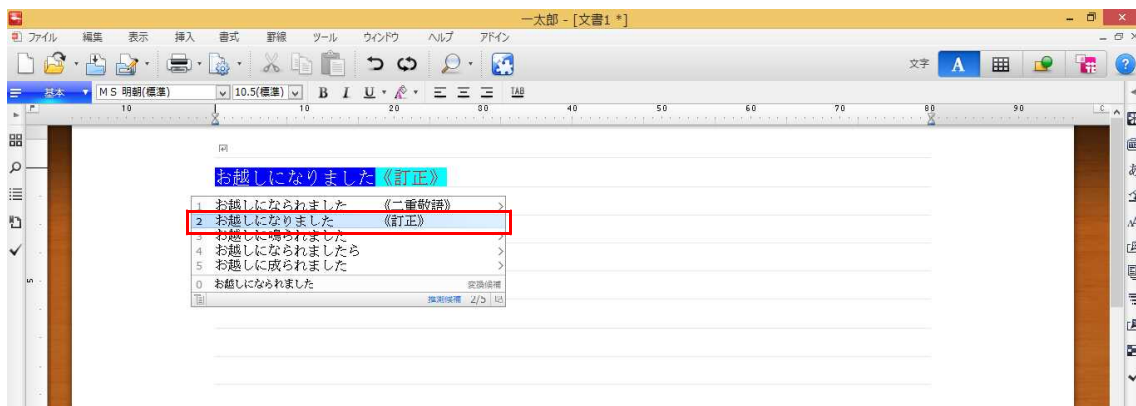 一太郎 - [文書1 *]
ファイル 編集 表示 挿入 書式 罫線 ツール ウィンドウ ヘルプ アドイン
文字 A
基本 MS 明朝(標準) 10.5(標準) B I U TAB
10 10 20 30 40 50 60 70 80 90
お越しになりました《訂正》
1 お越しになられました 《二重敬語》
2 お越しになりました 《訂正》
3 お越しに鳴られました
4 お越しになられましたら
5 お越しに成られました
0 お越しになられました 変換候補
推測候補 2/5
5